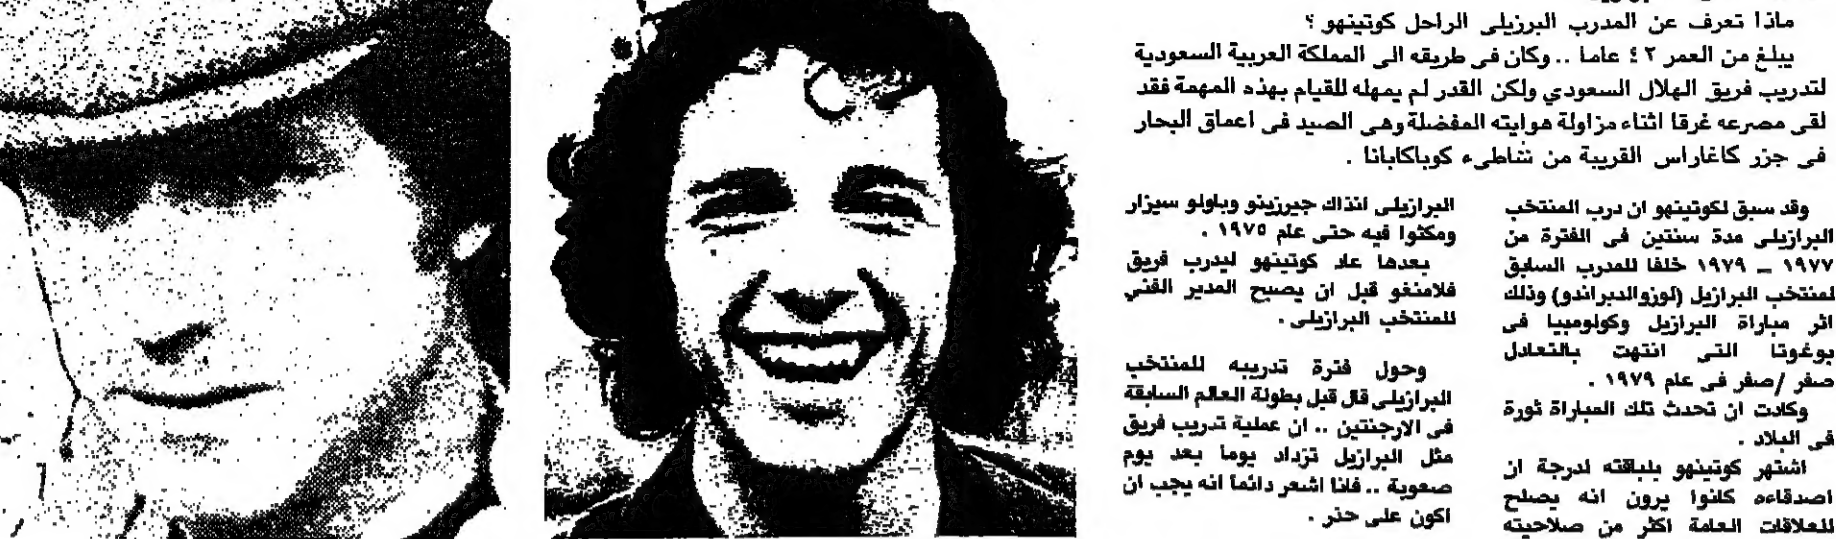 ماذا تعرف عن المدرب البرزيلى الراحل كوتينهو ؟
يبلغ من العمر ٤٢ عاما .. وكان فى طريقه الى المملكة العربية السعودية
لتدريب فريق الهلال السعودي ولكن القدر لم يمهله للقيام بهذه المهمة فقد
لقى مصرعه غرقا اثناء مزاولة هوايته المفضلة وهى الصيد فى اعماق البحار
فى جزر كاغاراس القريبة من شاطىء كوباكابانا .
وقد سبق لكوتينهو ان درب المنتخب
البرازيلى مدة سنتين فى الفترة من
١٩٧٧ - ١٩٧٩ خلفا للمدرب السابق
لمنتخب البرازيل (لوزوالدبراندو) وذلك
اثر مباراة البرازيل وكولومبيا فى
بوغوتا التى انتهت بالتعادل
صفر / صفر فى عام ١٩٧٩ .
وكادت ان تحدث تلك المباراة ثورة
فى البلاد .
اشتهر كوتينهو بلباقته لدرجة ان
اصدقاءه كانوا يرون انه يصلح
للعلاقات العامة اكثر من صلاحيته
البرازيلى انذاك جيرزينو وباولو سيزار
ومكثوا فيه حتى عام ١٩٧٥ .
بعدها عاد كوتينهو ليدرب فريق
فلامنغو قبل ان يصبح المدير الفني
للمنتخب البرازيلى .
وحول فترة تدريبه للمنتخب
البرازيلى قال قبل بطولة العالم السابقة
فى الارجنتين .. ان عملية تدريب فريق
مثل البرازيل تزداد يوما بعد يوم
صعوبة .. فانا اشعر دائما انه يجب ان
اكون على حذر .